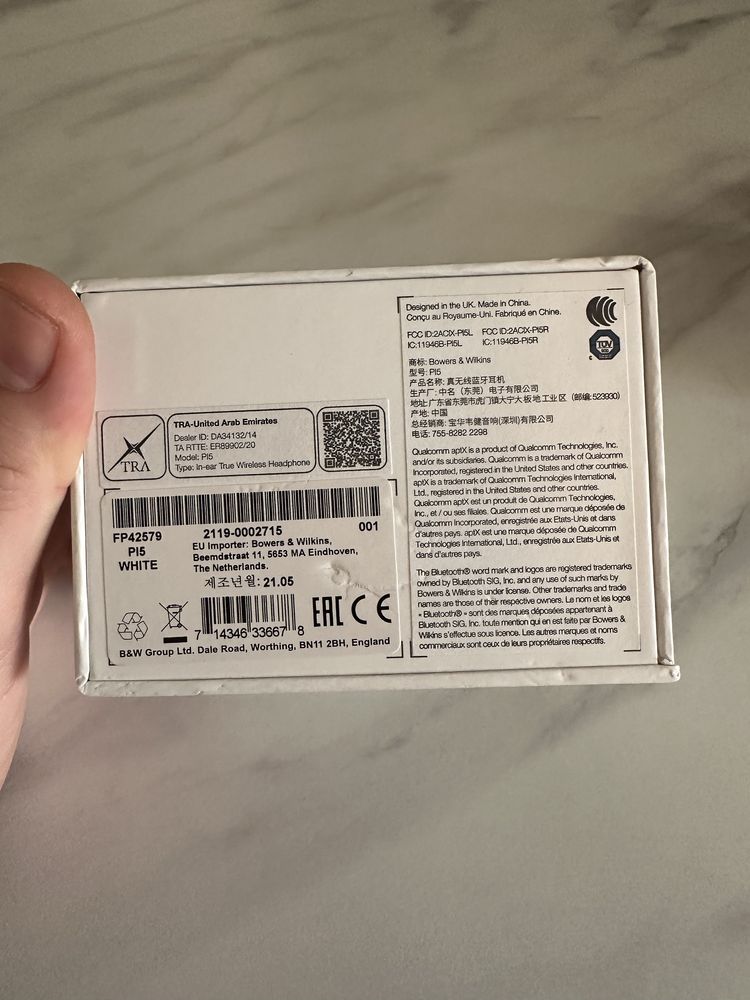 TRA
TRA-United Arab Emirates
Dealer ID: DA34132/14
TA RTTE: ER89902/20
Model: PI5
Type: In-ear True Wireless Headphone
FP42579
PI5
WHITE
2119-0002715
001
EU Importer: Bowers & Wilkins,
Beemdstraat 11, 5653 MA Eindhoven,
The Netherlands.
제조년월: 21.05
7 14346 33667 8
EAC CE
B&W Group Ltd. Dale Road, Worthing, BN11 2BH, England
Designed in the UK. Made in China.
Conçu au Royaume-Uni. Fabriqué en Chine.
FCC ID:2ACIX-PI5L FCC ID:2ACIX-PI5R
IC:11946B-PI5L IC:11946B-PI5R
TÜV
商标: Bowers & Wilkins
型号: PI5
产品名称: 真无线蓝牙耳机
生产厂: 中名（东莞）电子有限公司
地址:广东省东莞市虎门镇大宁大板地工业区（邮编:523930)
产地: 中国
总经销商: 宝华韦健音响(深圳)有限公司
电话: 755-8282 2298
Qualcomm aptX is a product of Qualcomm Technologies, Inc.
and/or its subsidiaries. Qualcomm is a trademark of Qualcomm
Incorporated, registered in the United States and other countries.
aptX is a trademark of Qualcomm Technologies International,
Ltd., registered in the United States and other countries.
Qualcomm aptX est un produit de Qualcomm Technologies,
Inc., et / ou ses filiales. Qualcomm est une marque déposée de
Qualcomm Incorporated, enregistrée aux Etats-Unis et dans
d'autres pays. aptX est une marque déposée de Qualcomm
Technologies International, Ltd., enregistrée aux Etats-Unis et
dans d'autres pays.
The Bluetooth® word mark and logos are registered trademarks
owned by Bluetooth SIG, Inc. and any use of such marks by
Bowers & Wilkins is under license. Other trademarks and trade
names are those of their respective owners. Le nom et les logos
« Bluetooth® » sont des marques déposées appartenant à
Bluetooth SIG, Inc. toute mention qui en est faite par Bowers &
Wilkins s'effectue sous licence. Les autres marques et noms
commerciaux sont ceux de leurs propriétaires respectifs.